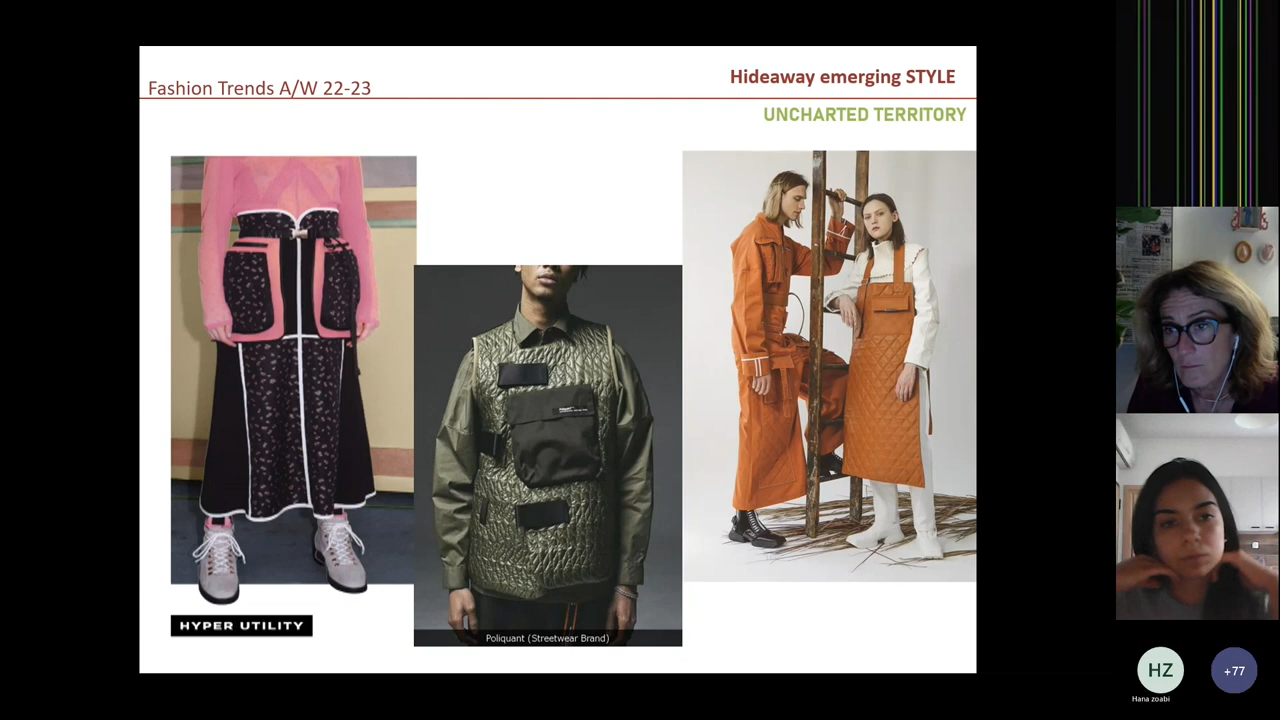 Fashion Trends A/W 22-23
Hideaway emerging STYLE
UNCHARTED TERRITORY
HYPER UTILITY
Poliquant (Streetwear Brand)
HZ
Hana zoabi
+77